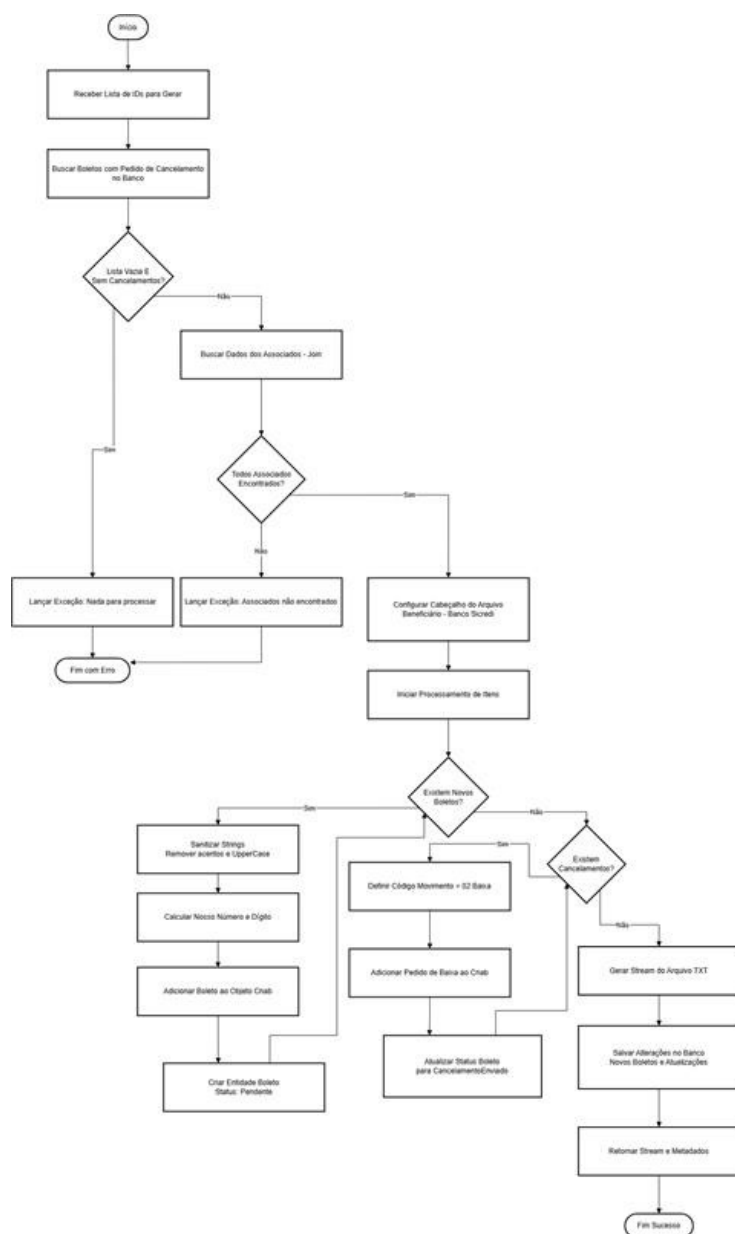 Início
Receber Lista de IDs para Gerar
Buscar Boletos com Pedido de Cancelamento
no Banco
Lista Vazia E
Sem Cancelamentos?
Não
Buscar Dados dos Associados - Join
Sim
Todos Associados
Encontrados?
Sim
Não
Lançar Exceção: Nada para processar
Lançar Exceção: Associados não encontrados
Configurar Cabeçalho do Arquivo
Beneficiário - Banco Sicredi
Fim com Erro
Iniciar Processamento de Itens
Existem Novos
Boletos?
Sim
Não
Sanitizar Strings
Remover acentos e UpperCase
Sim
Existem
Cancelamentos?
Definir Código Movimento = 02 Baixa
Calcular Nosso Número e Dígito
Não
Adicionar Boleto ao Objeto Cnab
Adicionar Pedido de Baixa ao Cnab
Gerar Stream do Arquivo TXT
Criar Entidade Boleto
Status: Pendente
Atualizar Status Boleto
para CancelamentoEnviado
Salvar Alterações no Banco
Novos Boletos e Atualizações
Retornar Stream e Metadados
Fim Sucesso